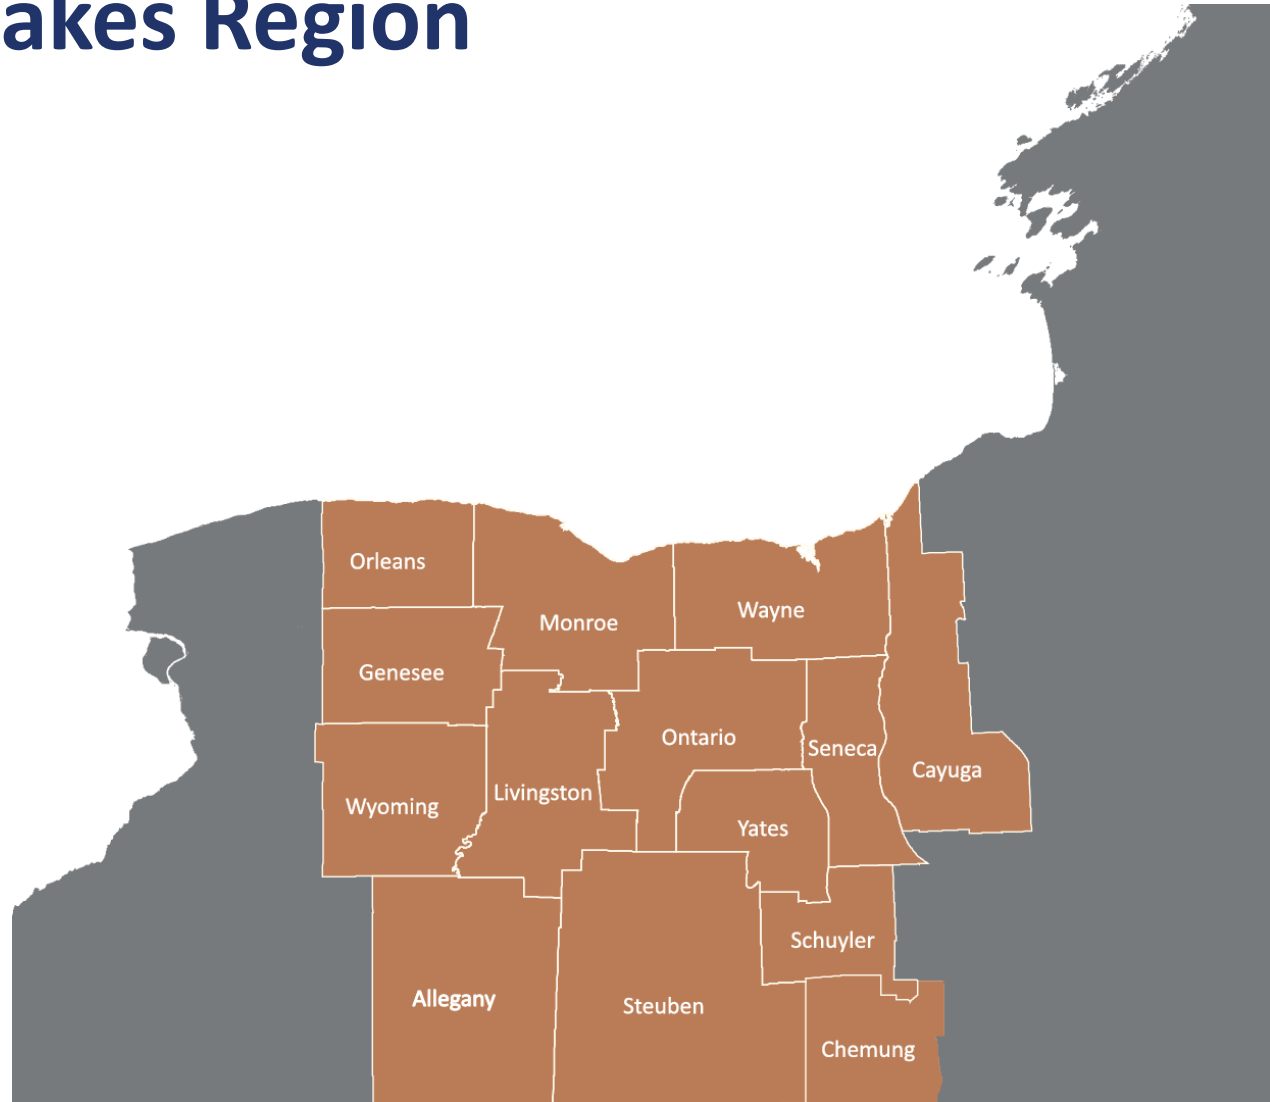 akes Region
Orleans
Monroe
Wayne
Genesee
Ontario
Seneca
Cayuga
Livingston
Wyoming
Yates
Schuyler
Allegany
Steuben
Chemung